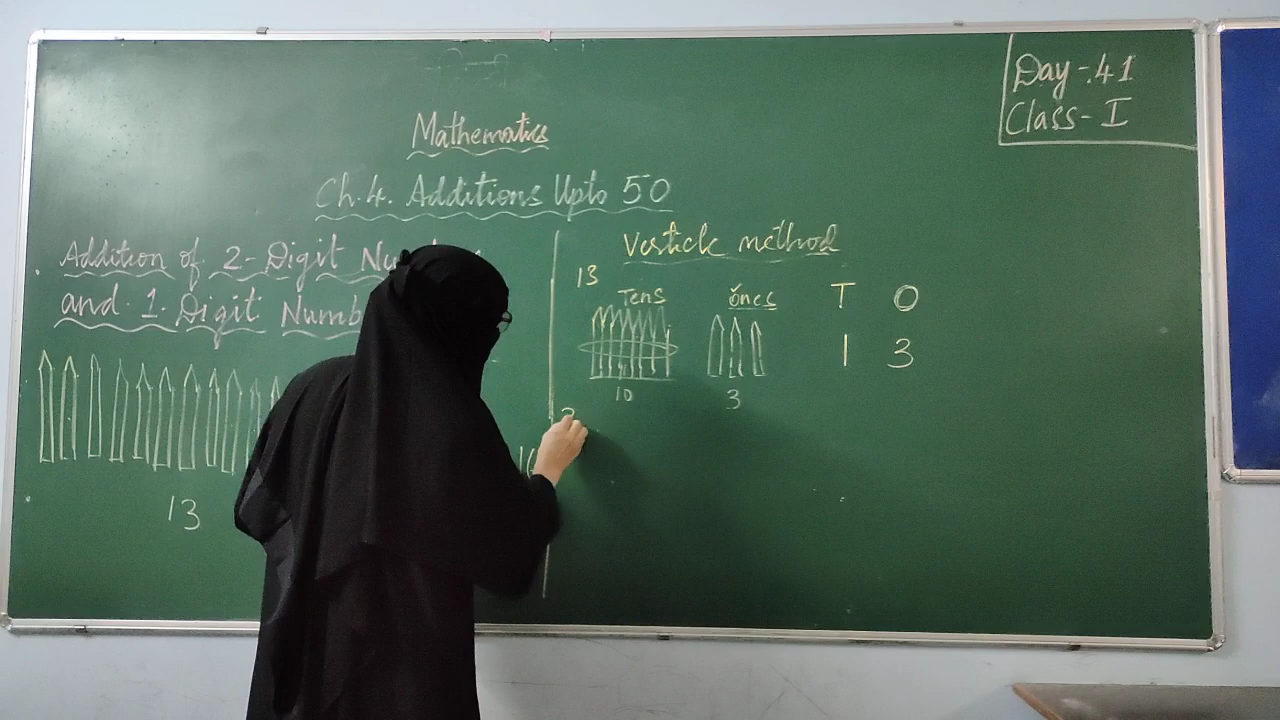 Day-41
Class-I
Mathematics
Ch.4. Additions Upto 50
Addition of 2-Digit
and 1 Digit
13
Verticle method
13
Tens
ones
T O
10
3
1 3